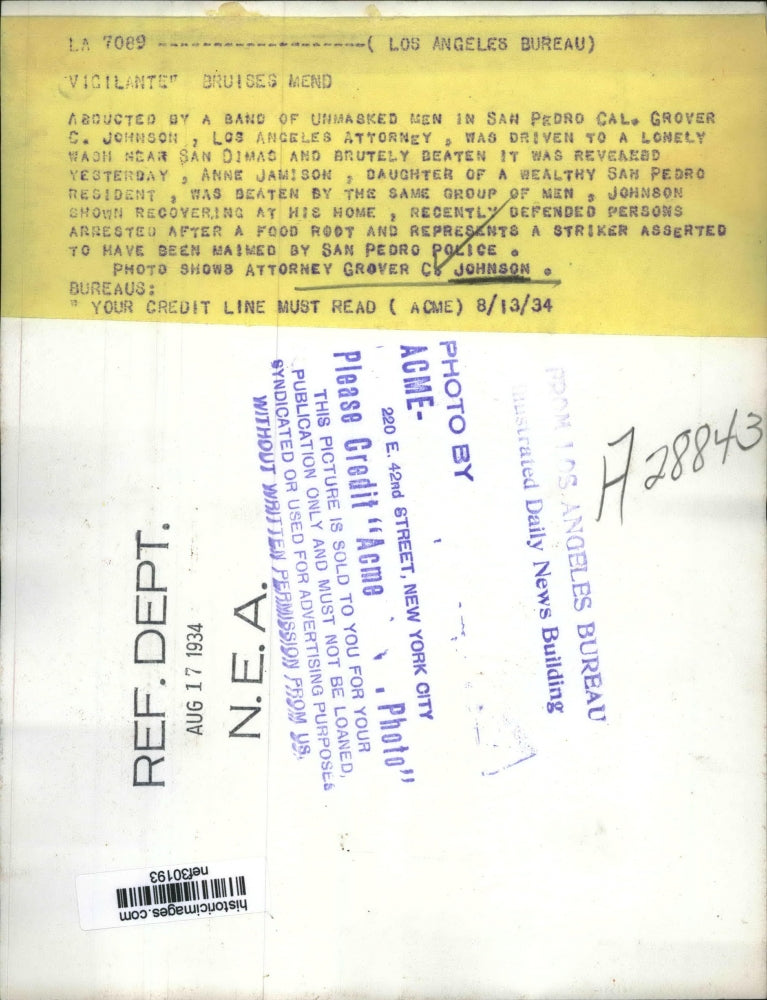 LA 7089 --------------------( LOS ANGELES BUREAU)
"VIGILANTE" BRUISES MEND
ABDUCTED BY A BAND OF UNMASKED MEN IN SAN PEDRO CAL. GROVER
C. JOHNSON , LOS ANGELES ATTORNEY , WAS DRIVEN TO A LONELY
WASH NEAR SAN DIMAS AND BRUTELY BEATEN IT WAS REVEAEBD
YESTERDAY , ANNE JAMISON , DAUGHTER OF A WEALTHY SAN PEDRO
RESIDENT , WAS BEATEN BY THE SAME GROUP OF MEN , JOHNSON
SHOWN RECOVERING AT HIS HOME , RECENTLY DEFENDED PERSONS
ARRESTED AFTER A FOOD ROOT AND REPRESENTS A STRIKER ASSERTED
TO HAVE BEEN MAIMED BY SAN PEDRO POLICE .
PHOTO SHOWS ATTORNEY GROVER C. JOHNSON .
BUREAUS:
" YOUR CREDIT LINE MUST READ ( ACME) 8/13/34
A 28843
FROM LOS ANGELES BUREAU
Illustrated Daily News Building
PHOTO BY
ACME-
220 E. 42nd STREET, NEW YORK CITY
Please Credit "Acme Photo"
THIS PICTURE IS SOLD TO YOU FOR YOUR
PUBLICATION ONLY AND MUST NOT BE LOANED,
SYNDICATED OR USED FOR ADVERTISING PURPOSES
WITHOUT WRITTEN PERMISSION FROM US.
N.E.A.
AUG 17 1934
REF. DEPT.
historicimages.com
nef30193